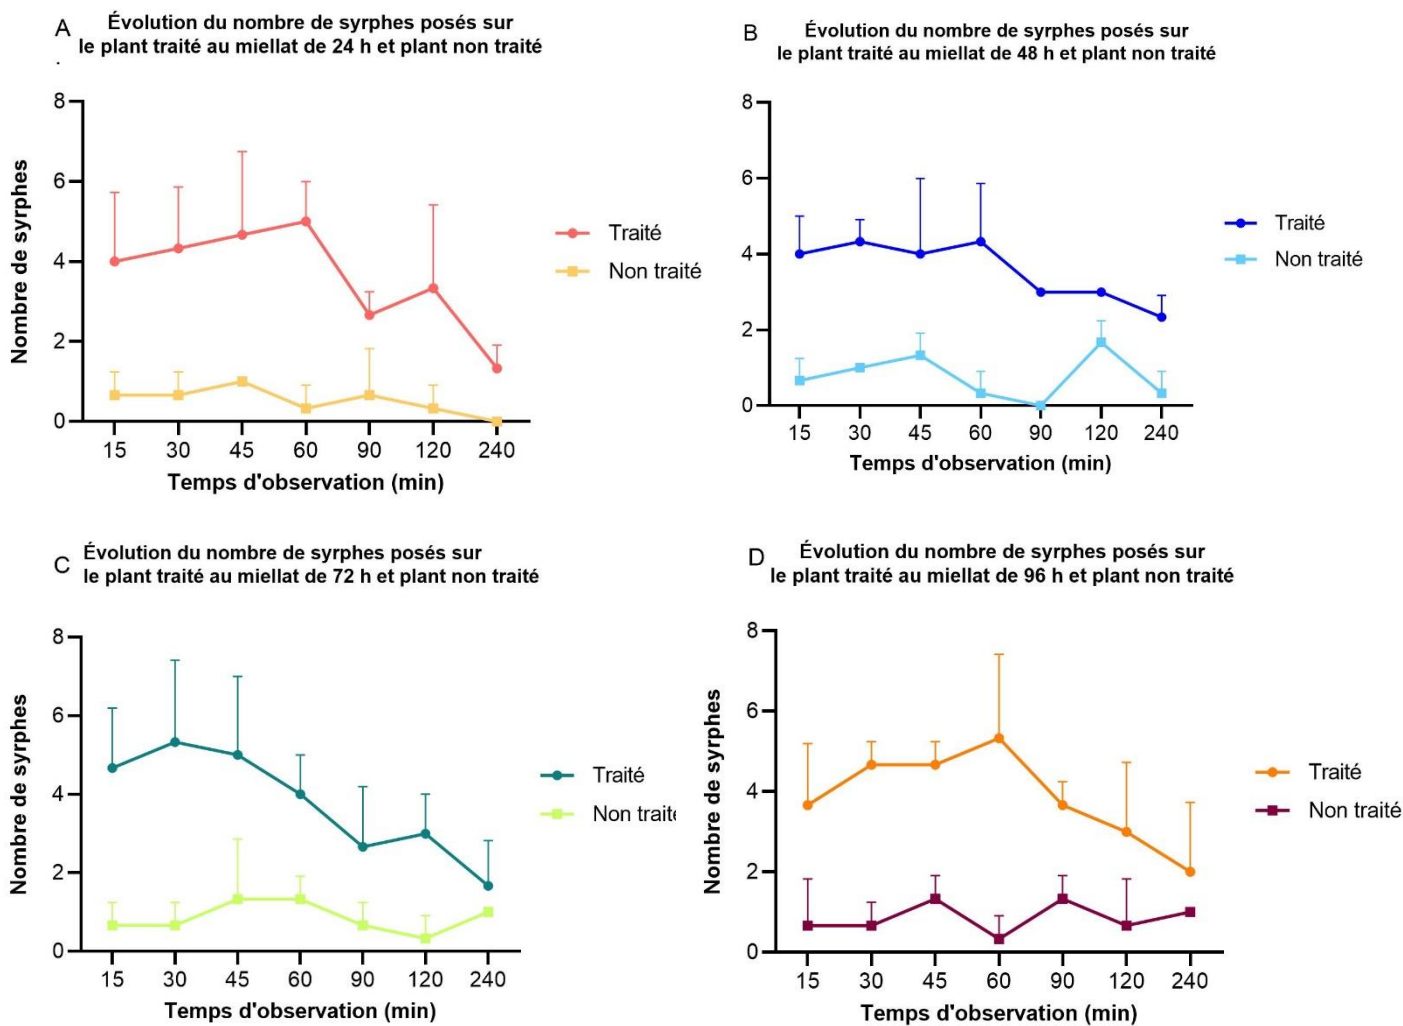 A
Évolution du nombre de syrphes posés sur
le plant traité au miellat de 24 h et plant non traité
.
8
6
4
2
0
Nombre de syrphes
15 30 45 60 90 120 240
Temps d'observation (min)
Traité
Non traité
B
Évolution du nombre de syrphes posés sur
le plant traité au miellat de 48 h et plant non traité
8
6
4
2
0
Nombre de syrphes
15 30 45 60 90 120 240
Temps d'observation (min)
Traité
Non traité
C
Évolution du nombre de syrphes posés sur
le plant traité au miellat de 72 h et plant non traité
8
6
4
2
0
Nombre de syrphes
15 30 45 60 90 120 240
Temps d'observation (min)
Traité
Non traité
D
Évolution du nombre de syrphes posés sur
le plant traité au miellat de 96 h et plant non traité
8
6
4
2
0
Nombre de syrphes
15 30 45 60 90 120 240
Temps d'observation (min)
Traité
Non traité